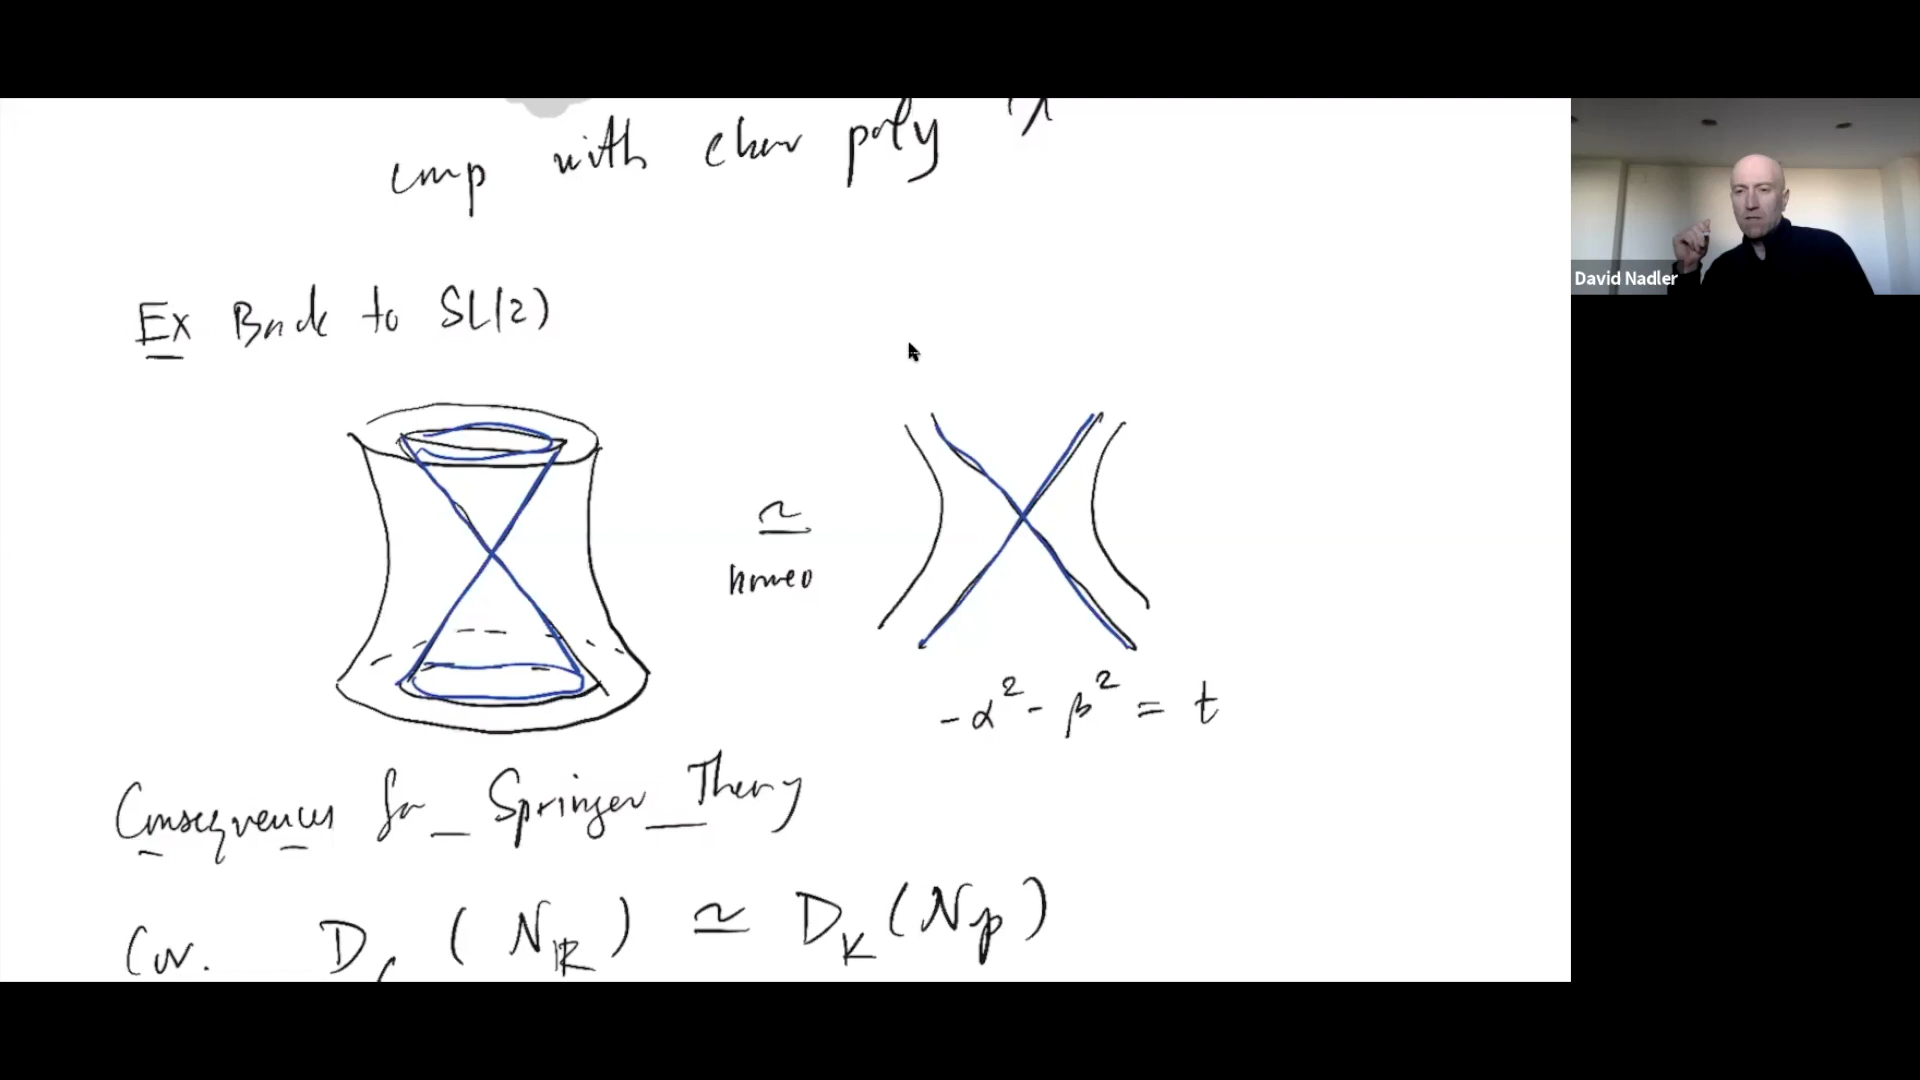 cmp with char poly
Ex Back to SL(2)
≃
homeo
-α² - β² = t
Consequences for Springer Theory
Cor. D ( N_ℝ ) ≃ D_K ( N_p )
David Nadler